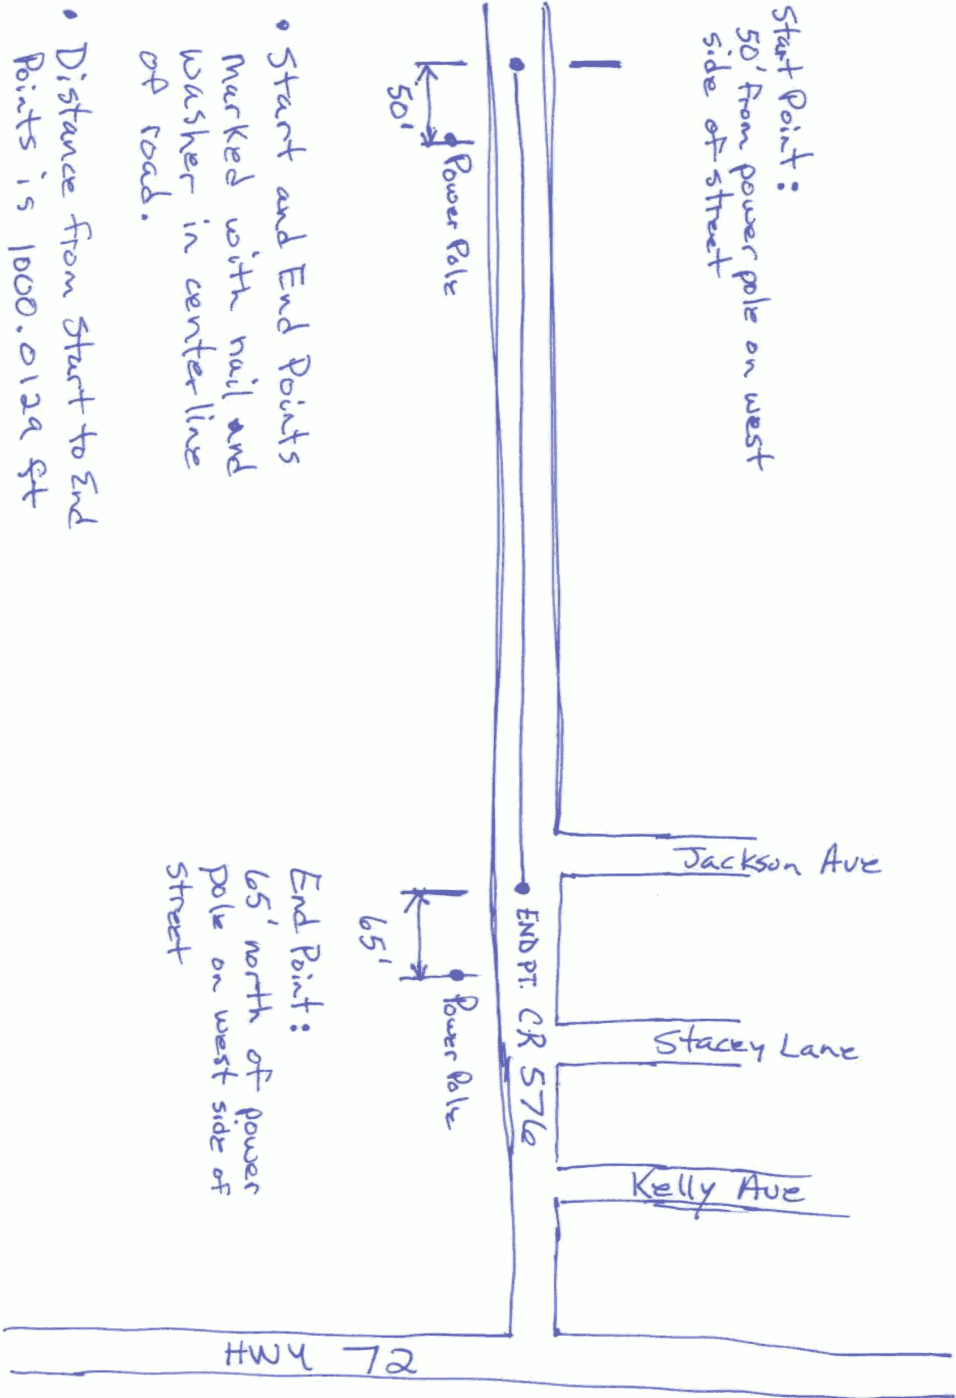 Start Point:
50' from power pole on west
side of street
50'
Power Pole
• Start and End Points
marked with nail and
washer in centerline
of road.
• Distance from Start to End
Points is 1000.0129 ft
Jackson Ave
END PT.
CR 576
65'
Power Pole
End Point:
65' north of power
pole on west side of
street
Stacey Lane
Kelly Ave
HWY 72